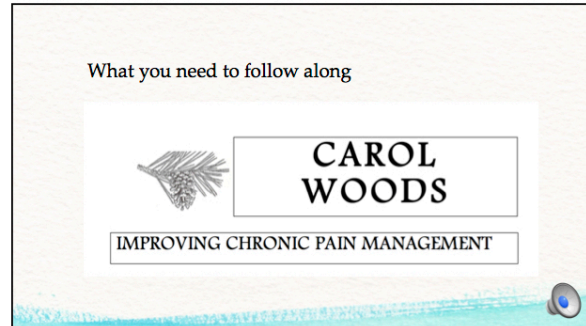 What you need to follow along
CAROL
WOODS
IMPROVING CHRONIC PAIN MANAGEMENT